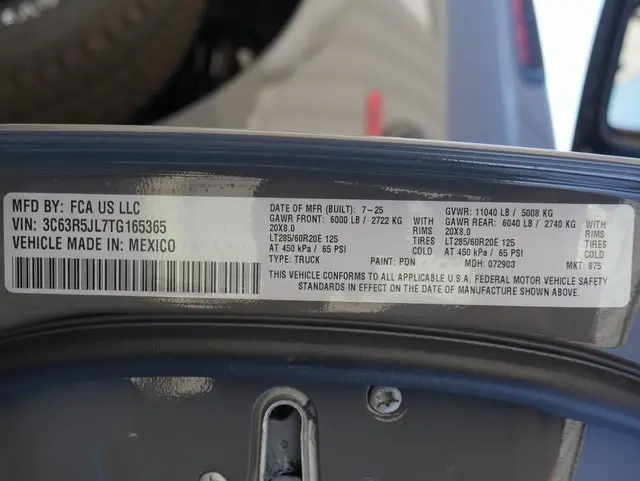 MFD BY: FCA US LLC
VIN: 3C63R5JL7TG165365
VEHICLE MADE IN: MEXICO
DATE OF MFR (BUILT): 7-25
GAWR FRONT: 6000 LB / 2722 KG WITH
20X8.0 RIMS
LT285/60R20E 125 TIRES
AT 450 kPa / 65 PSI COLD
TYPE: TRUCK PAINT: PDN
GVWR: 11040 LB / 5008 KG
GAWR REAR: 6040 LB / 2740 KG WITH
20X8.0 RIMS
LT285/60R20E 125 TIRES
AT 450 kPa / 65 PSI COLD
MDH: 072903 MKT: 975
THIS VEHICLE CONFORMS TO ALL APPLICABLE U.S.A. FEDERAL MOTOR VEHICLE SAFETY
STANDARDS IN EFFECT ON THE DATE OF MANUFACTURE SHOWN ABOVE.